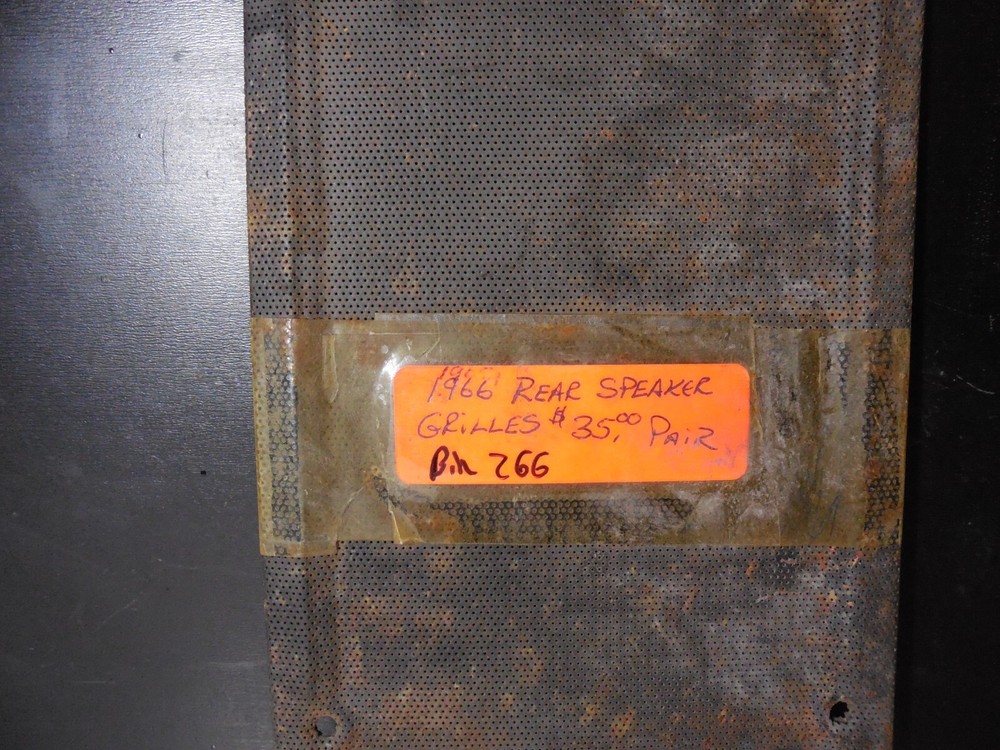 1966 REAR SPEAKER
GRILLES $35.00 PAIR
Bin 266